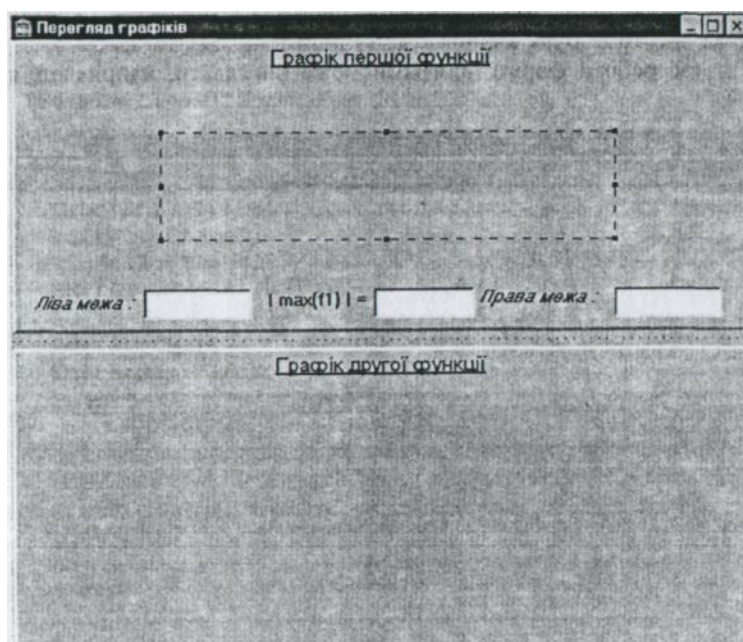 Перегляд графіків
Графік першої функції
Ліва межа : | max(f1) | = Права межа :
Графік другої функції